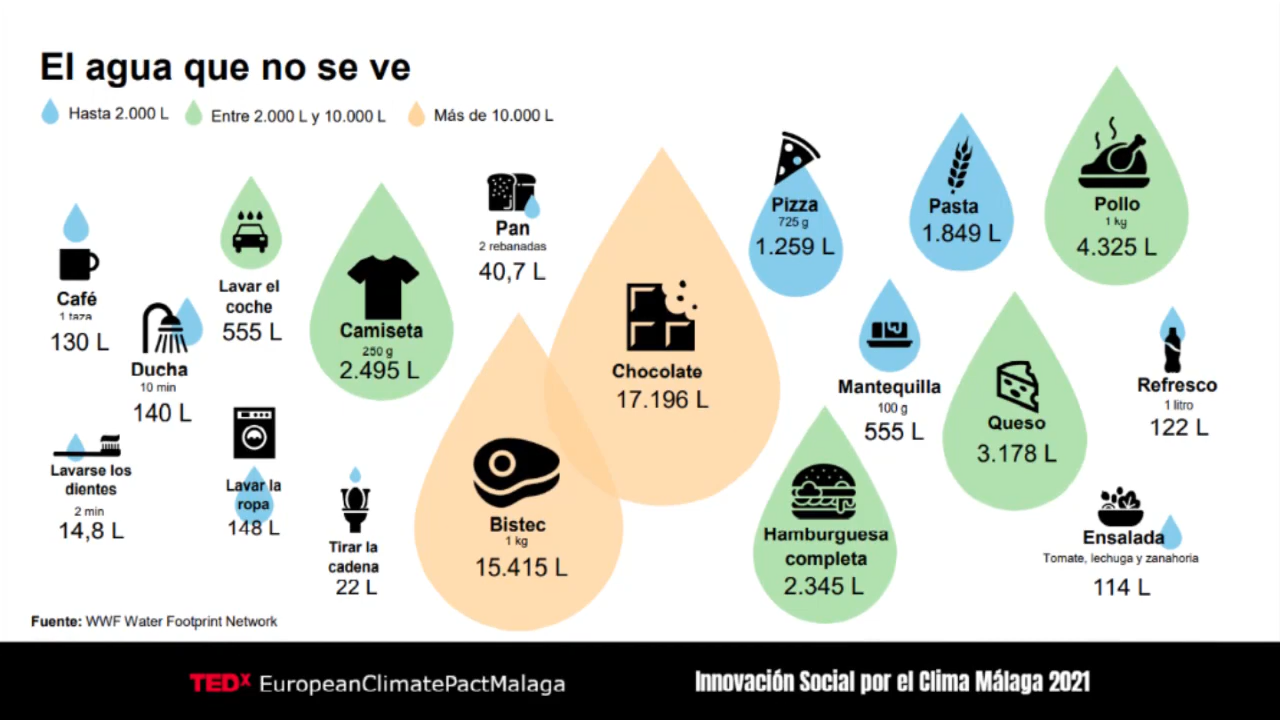 El agua que no se ve
Hasta 2.000 L
Entre 2.000 L y 10.000 L
Más de 10.000 L
Café
1 taza
130 L
Ducha
10 min
140 L
Lavar el
coche
555 L
Camiseta
250 g
2.495 L
Pan
2 rebanadas
40,7 L
Chocolate
17.196 L
Pizza
725 g
1.259 L
Pasta
1.849 L
Pollo
1 kg
4.325 L
Mantequilla
100 g
555 L
Queso
3.178 L
Refresco
1 litro
122 L
Lavarse los
dientes
2 min
14,8 L
Lavar la
ropa
148 L
Tirar la
cadena
22 L
Bistec
1 kg
15.415 L
Hamburguesa
completa
2.345 L
Ensalada
Tomate, lechuga y zanahoria
114 L
Fuente: WWF Water Footprint Network
TEDx EuropeanClimatePactMalaga
Innovación Social por el Clima Málaga 2021